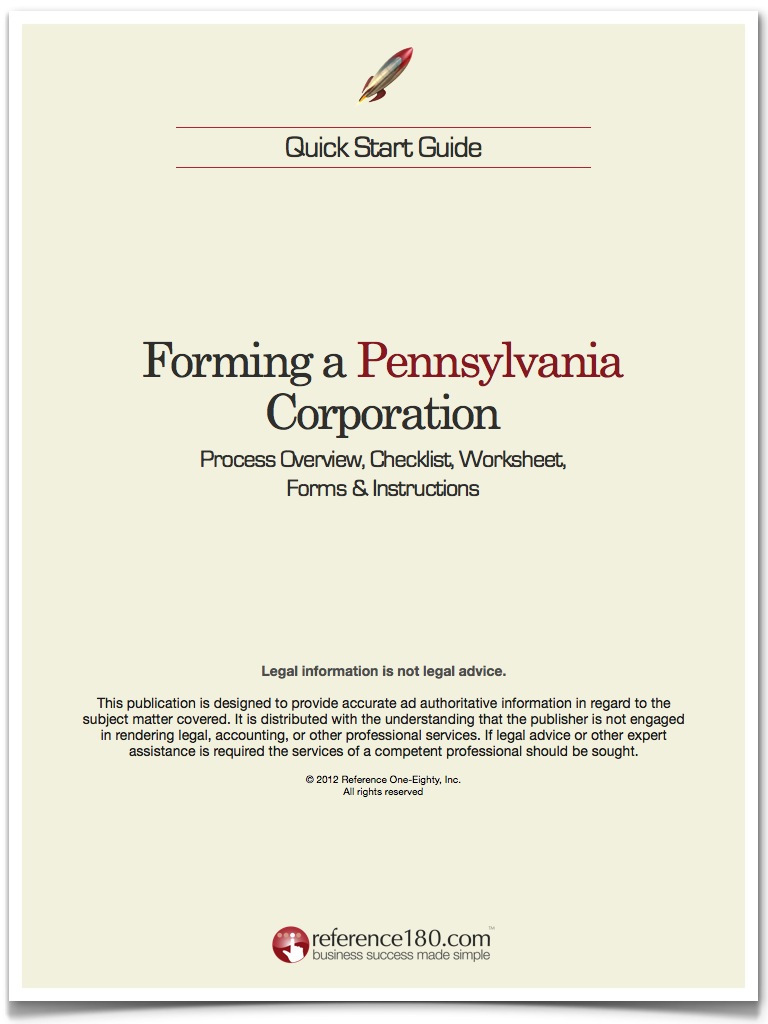 Quick Start Guide
Forming a Pennsylvania
Corporation
Process Overview, Checklist, Worksheet,
Forms & Instructions
Legal information is not legal advice.
This publication is designed to provide accurate ad authoritative information in regard to the
subject matter covered. It is distributed with the understanding that the publisher is not engaged
in rendering legal, accounting, or other professional services. If legal advice or other expert
assistance is required the services of a competent professional should be sought.
© 2012 Reference One-Eighty, Inc.
All rights reserved
reference180.com™
business success made simple